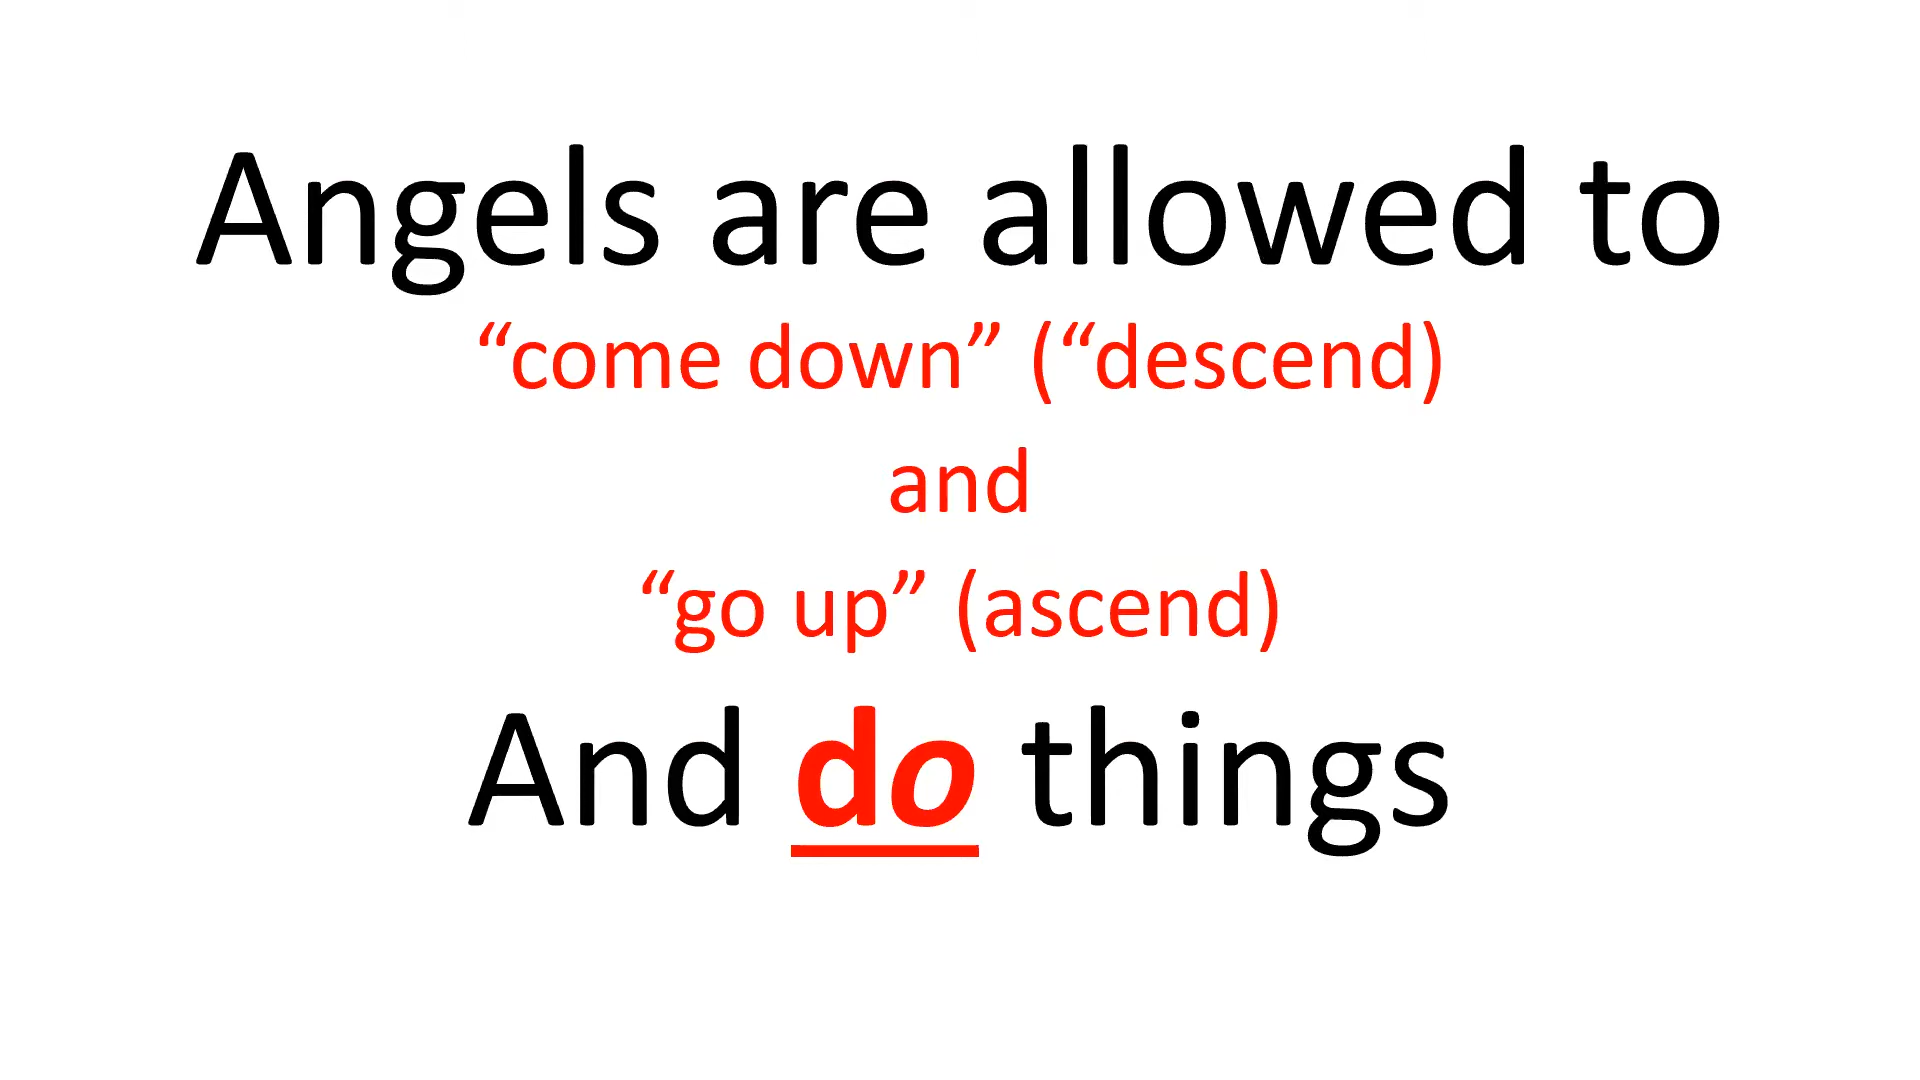 Angels are allowed to
“come down” (“descend)
and
“go up” (ascend)
And do things